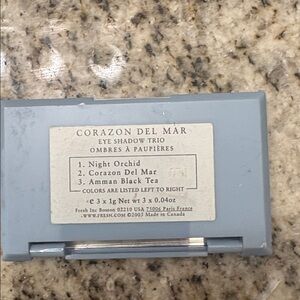 CORAZON DEL MAR
EYE SHADOW TRIO
OMBRES À PAUPIÈRES
1. Night Orchid
2. Corazon Del Mar
3. Amman Black Tea
COLORS ARE LISTED LEFT TO RIGHT
℮ 3 x 1g Net wt 3 x 0.04oz
Fresh Inc Boston 02210 USA 75006 Paris France
WWW.FRESH.COM ©2005 Made in Canada